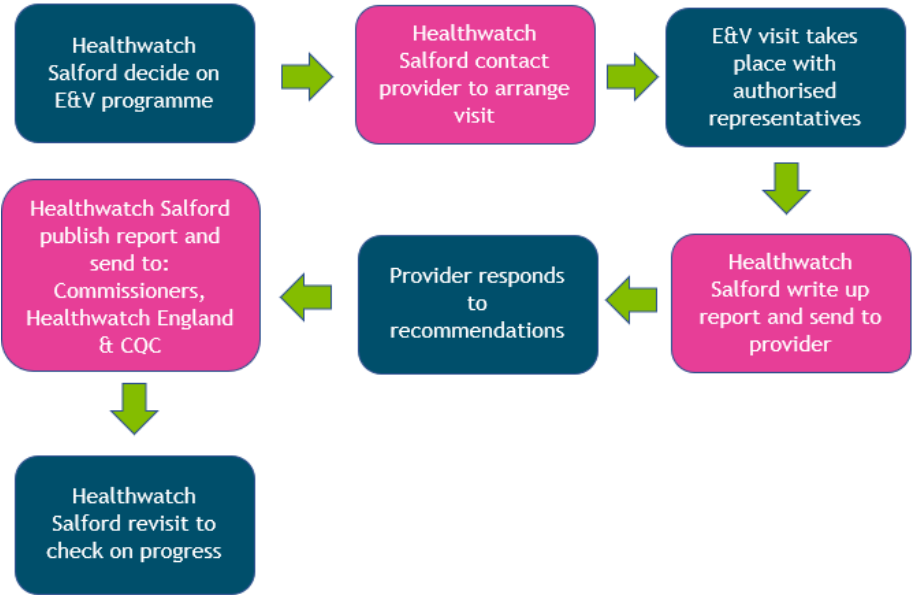 Healthwatch
Salford decide on
E&V programme
Healthwatch
Salford contact
provider to arrange
visit
E&V visit takes
place with
authorised
representatives
Healthwatch
Salford write up
report and send to
provider
Provider responds
to
recommendations
Healthwatch Salford
publish report and
send to:
Commissioners,
Healthwatch England
& CQC
Healthwatch
Salford revisit to
check on progress